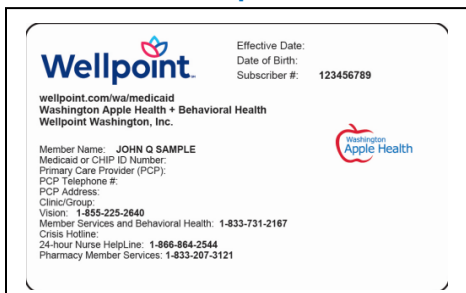 Wellpoint
Effective Date:
Date of Birth:
Subscriber #: 123456789
wellpoint.com/wa/medicaid
Washington Apple Health + Behavioral Health
Wellpoint Washington, Inc.
Washington
Apple Health
Member Name: JOHN Q SAMPLE
Medicaid or CHIP ID Number:
Primary Care Provider (PCP):
PCP Telephone #:
PCP Address:
Clinic/Group:
Vision: 1-855-225-2640
Member Services and Behavioral Health: 1-833-731-2167
Crisis Hotline:
24-hour Nurse HelpLine: 1-866-864-2544
Pharmacy Member Services: 1-833-207-3121